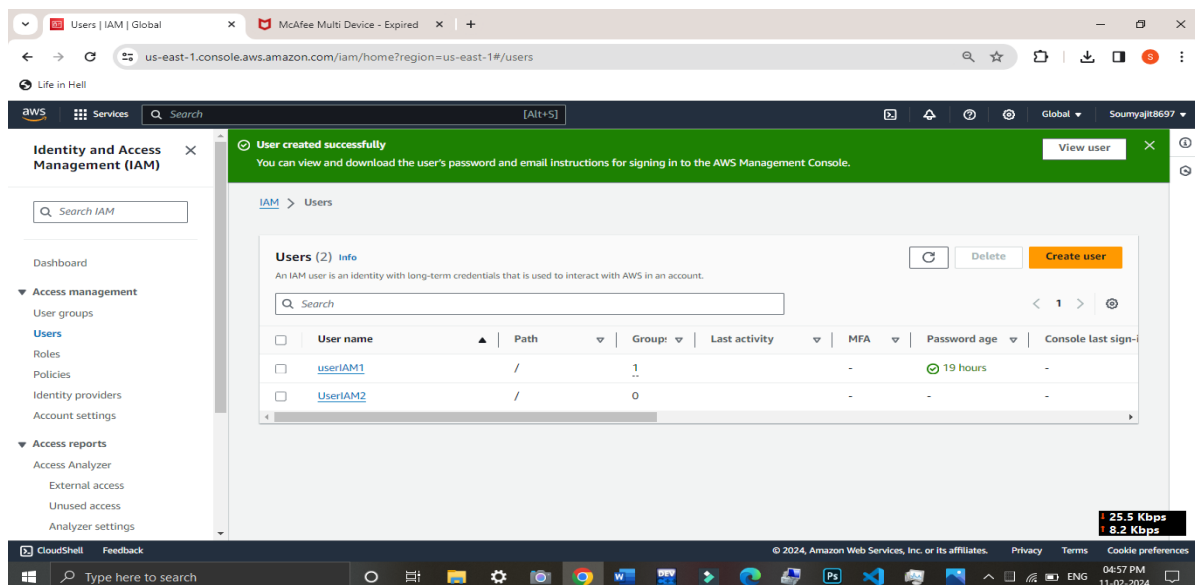 Users | IAM | Global
McAfee Multi Device - Expired
us-east-1.console.aws.amazon.com/iam/home?region=us-east-1#/users
S
Life in Hell
aws
Services
Search
[Alt+S]
Global
Soumyajit8697
Identity and Access
Management (IAM)
Search IAM
Dashboard
Access management
User groups
Users
Roles
Policies
Identity providers
Account settings
Access reports
Access Analyzer
External access
Unused access
Analyzer settings
User created successfully
You can view and download the user's password and email instructions for signing in to the AWS Management Console.
View user
IAM > Users
Users (2) Info
An IAM user is an identity with long-term credentials that is used to interact with AWS in an account.
Delete
Create user
Search
< 1 >
User name Path Group: Last activity MFA Password age Console last sign-i
userIAM1 / 1 - 19 hours -
UserIAM2 / 0 - - -
25.5 Kbps
8.2 Kbps
CloudShell Feedback
© 2024, Amazon Web Services, Inc. or its affiliates. Privacy Terms Cookie preferences
Type here to search
W
DEV
Ps
ENG
04:57 PM
11-02-2024